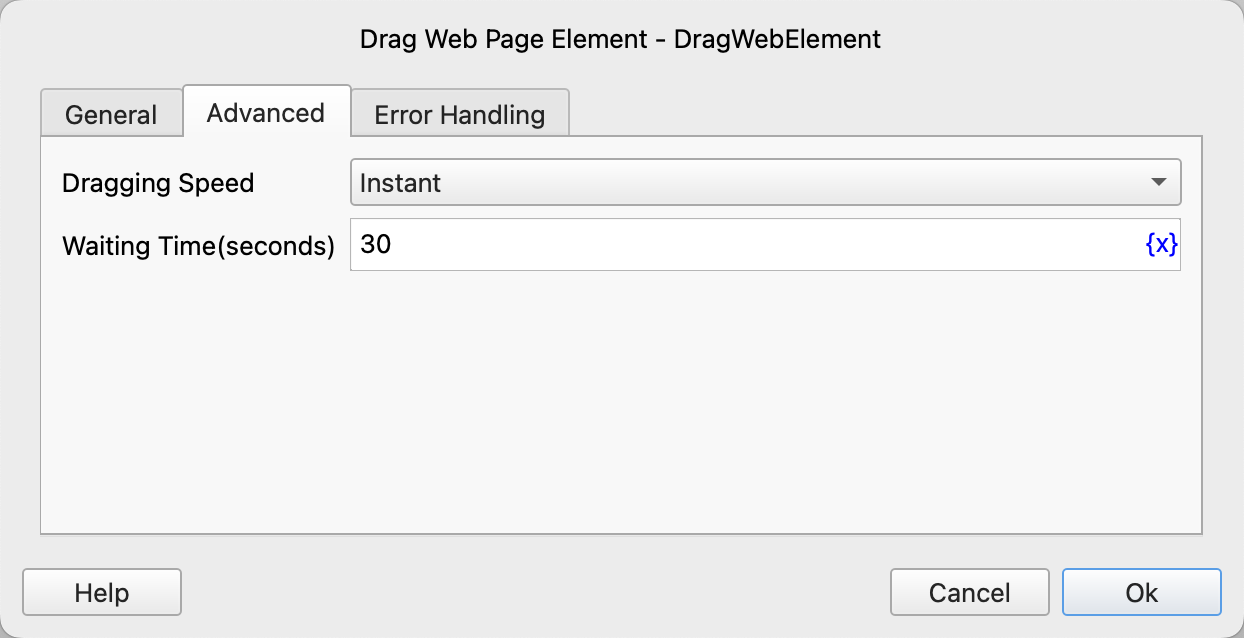 Drag Web Page Element - DragWebElement
General Advanced Error Handling
Dragging Speed Instant
Waiting Time(seconds) 30 {x}
Help Cancel Ok